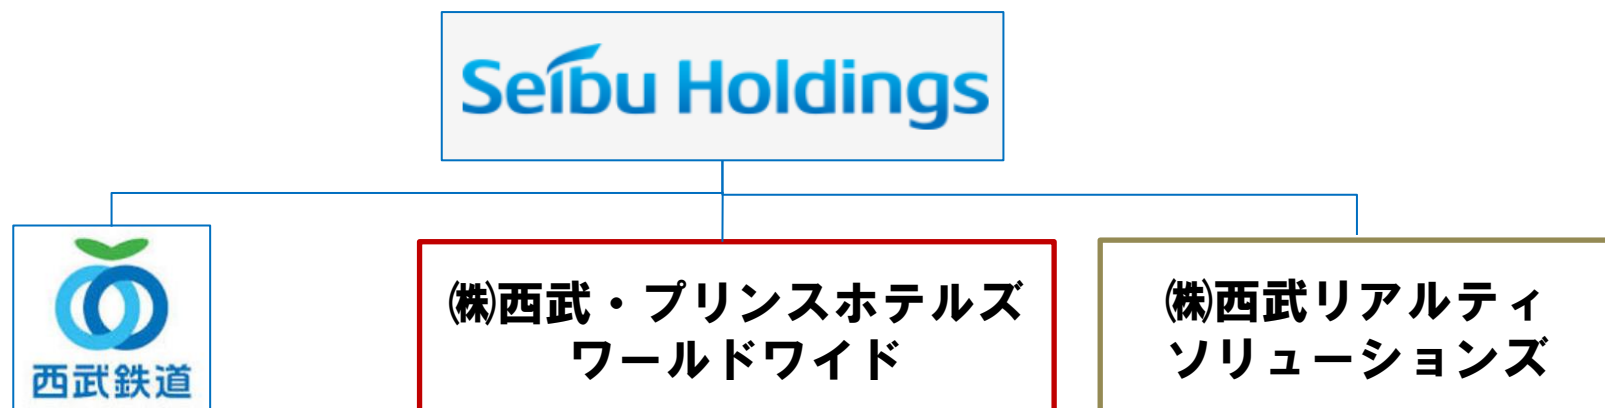 Seibu Holdings
西武鉄道
㈱西武・プリンスホテルズ
ワールドワイド
㈱西武リアルティ
ソリューションズ